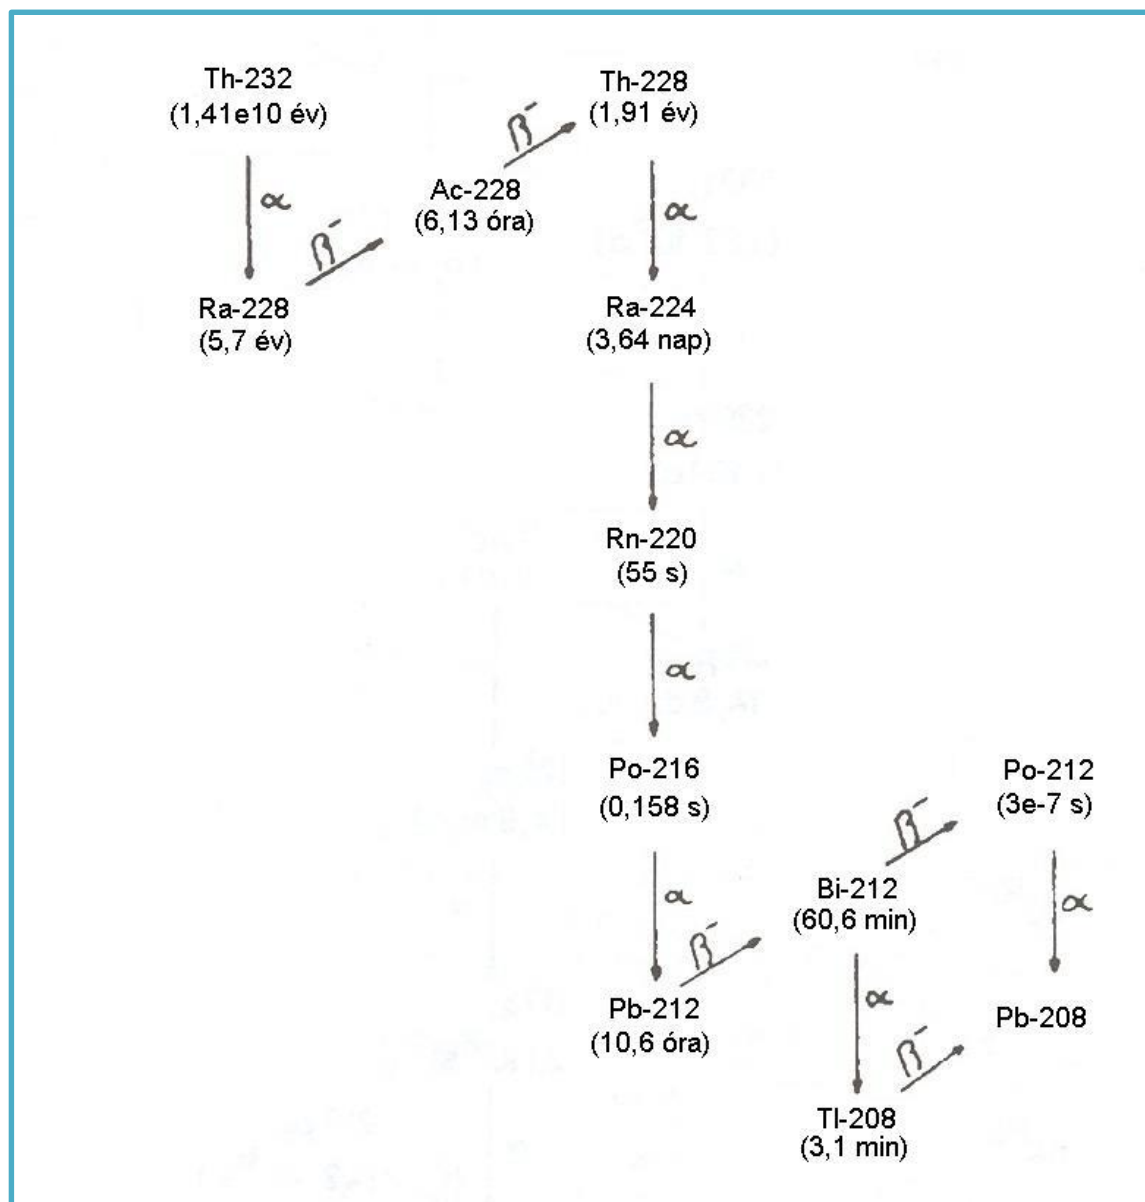 Th-232
(1,41e10 év)
α
Ra-228
(5,7 év)
β⁻
Ac-228
(6,13 óra)
β⁻
Th-228
(1,91 év)
α
Ra-224
(3,64 nap)
α
Rn-220
(55 s)
α
Po-216
(0,158 s)
α
Pb-212
(10,6 óra)
β⁻
Bi-212
(60,6 min)
β⁻
Po-212
(3e-7 s)
α
α
Tl-208
(3,1 min)
β⁻
Pb-208